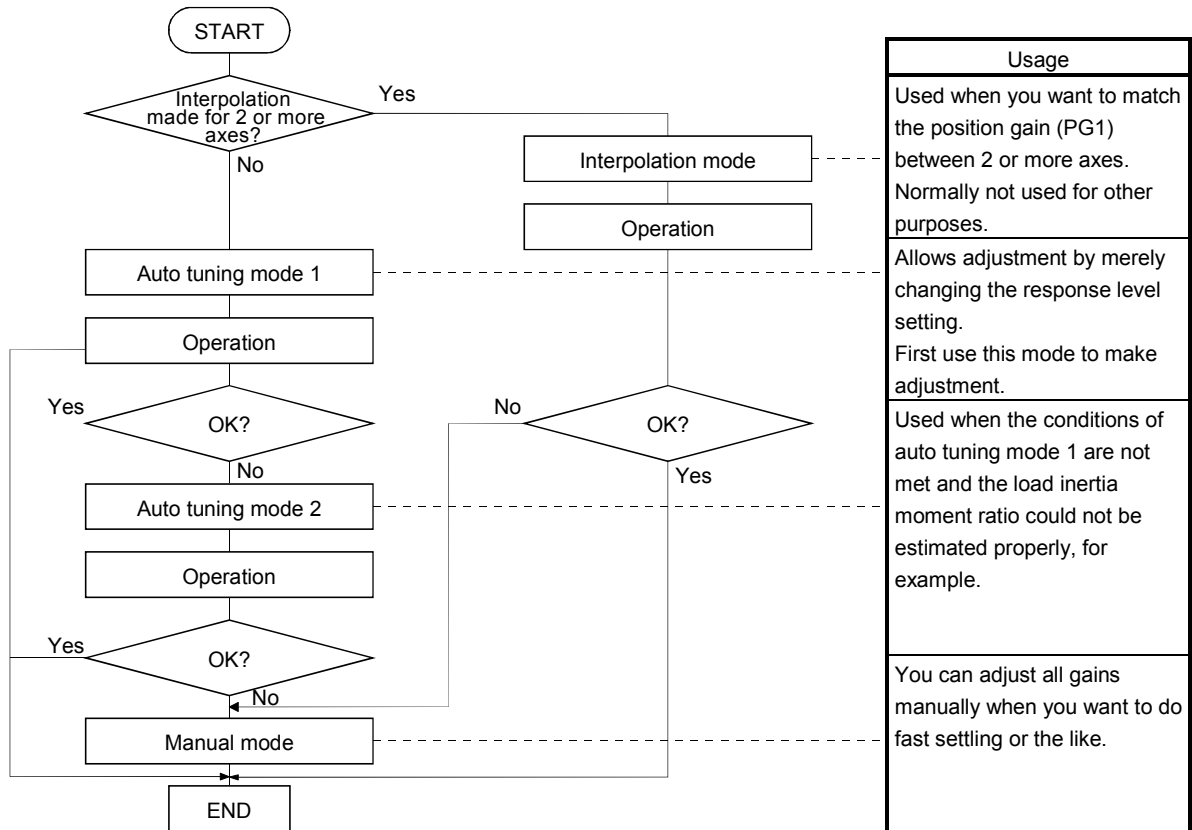 START
Interpolation
made for 2 or more
axes?
Yes
No
Interpolation mode
Operation
Auto tuning mode 1
Operation
Yes
OK?
No
No
OK?
Yes
Auto tuning mode 2
Operation
Yes
OK?
No
Manual mode
END
Usage
Used when you want to match
the position gain (PG1)
between 2 or more axes.
Normally not used for other
purposes.
Allows adjustment by merely
changing the response level
setting.
First use this mode to make
adjustment.
Used when the conditions of
auto tuning mode 1 are not
met and the load inertia
moment ratio could not be
estimated properly, for
example.
You can adjust all gains
manually when you want to do
fast settling or the like.